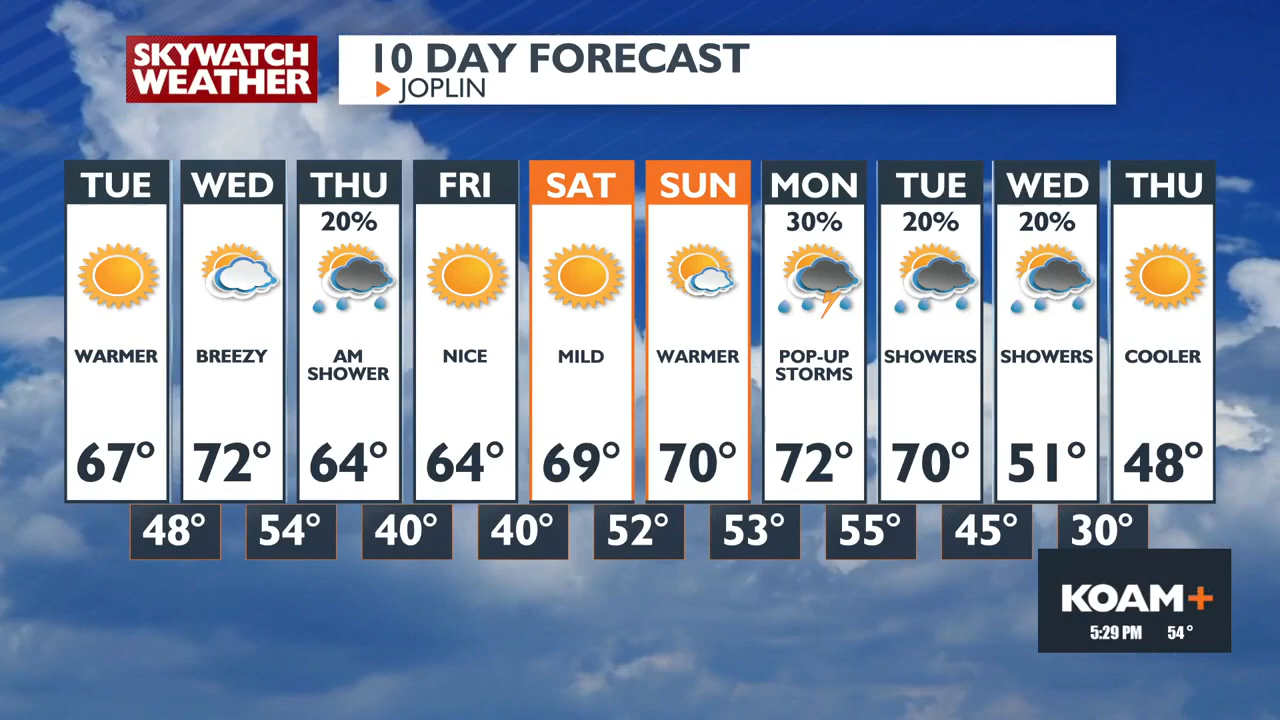 SKYWATCH
WEATHER
10 DAY FORECAST
JOPLIN
TUE WED THU FRI SAT SUN MON TUE WED THU
20% 30% 20% 20%
WARMER BREEZY AM NICE MILD WARMER POP-UP SHOWERS SHOWERS COOLER
SHOWER STORMS
67° 72° 64° 64° 69° 70° 72° 70° 51° 48°
48° 54° 40° 40° 52° 53° 55° 45° 30°
KOAM+
5:29 PM 54°